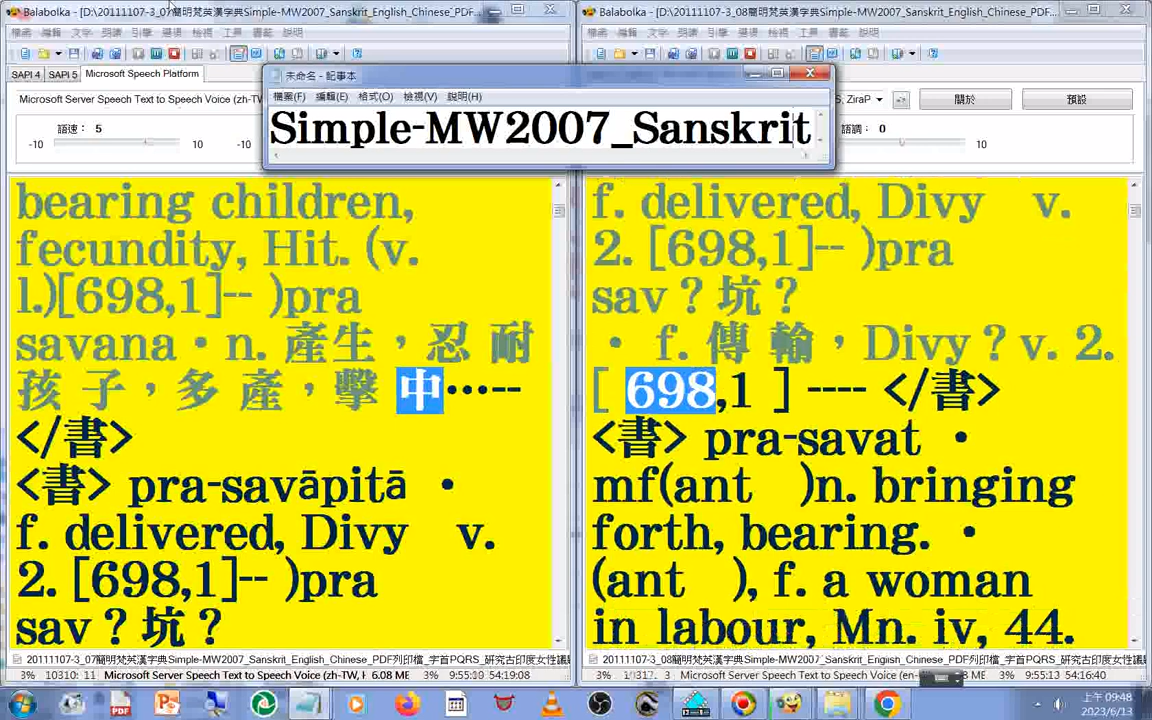 Balabolka - [D:\20111107-3_07簡明梵英漢字典Simple-MW2007_Sanskrit_English_Chinese_PDF...
Balabolka - [D:\20111107-3_08簡明梵英漢字典Simple-MW2007_Sanskrit_English_Chinese_PDF...
SAPI 4 SAPI 5 Microsoft Speech Platform
未命名 - 記事本
檔案(F) 編輯(E) 格式(O) 檢視(V) 說明(H)
Simple-MW2007_Sanskrit
Microsoft Server Speech Text to Speech Voice (zh-TW
5, ZiraP
關於
預設
語速： 5
語調： 0
-10 10 -10
10
bearing children,
fecundity, Hit. (v.
l.)[698,1]-- )pra
savana‧n. 產生，忍 耐
孩 子，多 產，擊 中…--
</書>
<書> pra-savāpitā ‧
f. delivered, Divy v.
2. [698,1]-- )pra
sav？坑？
f. delivered, Divy v.
2. [698,1]-- )pra
sav？坑？
‧ f. 傳 輸，Divy？v. 2.
[ 698,1 ] ---- </書>
<書> pra-savat ‧
mf(ant )n. bringing
forth, bearing. ‧
(ant ), f. a woman
in labour, Mn. iv, 44.
20111107-3_07簡明梵英漢字典Simple-MW2007_Sanskrit_English_Chinese_PDF列印檔_字首PQRS_研究古印度女性議
20111107-3_08簡明梵英漢字典Simple-MW2007_Sanskrit_English_Chinese_PDF列印檔_字首PQRS_研究古印度女性議
3% 10310: 11 Microsoft Server Speech Text to Speech Voice (zh-TW, H 6.08 ME 3% 9:55:19 54:19:08
3% Microsoft Server Speech Text to Speech Voice (zh-TW, ME 3% 9:55:13 54:16:40
上午 09:48
2023/6/13